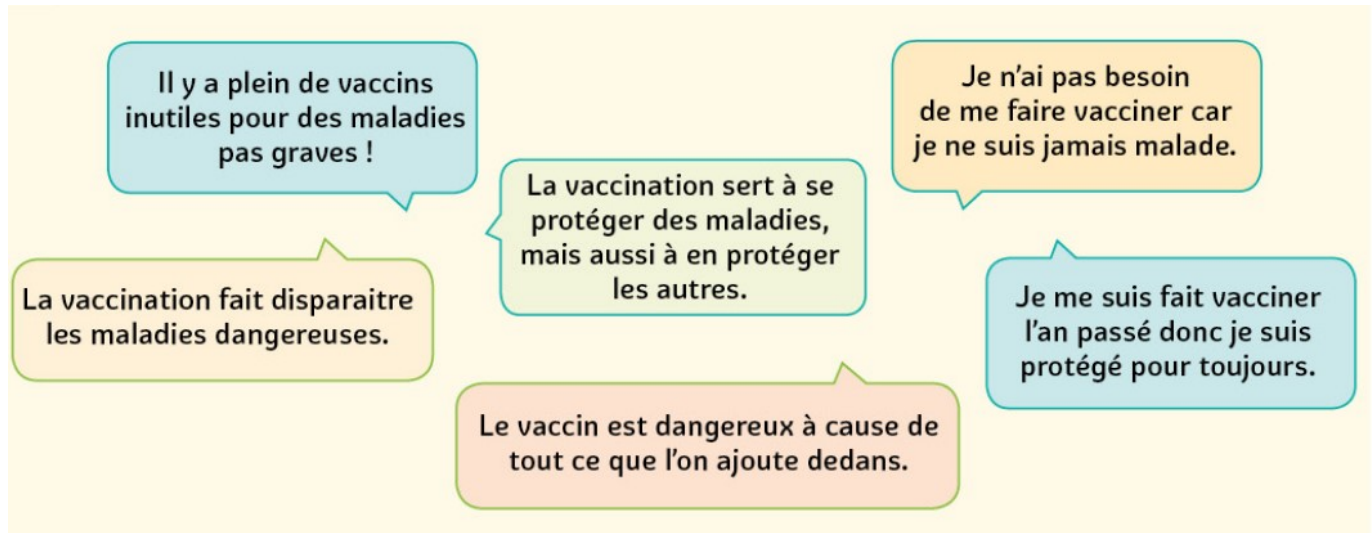 Il y a plein de vaccins
inutiles pour des maladies
pas graves !
Je n'ai pas besoin
de me faire vacciner car
je ne suis jamais malade.
La vaccination sert à se
protéger des maladies,
mais aussi à en protéger
les autres.
La vaccination fait disparaitre
les maladies dangereuses.
Je me suis fait vacciner
l'an passé donc je suis
protégé pour toujours.
Le vaccin est dangereux à cause de
tout ce que l'on ajoute dedans.